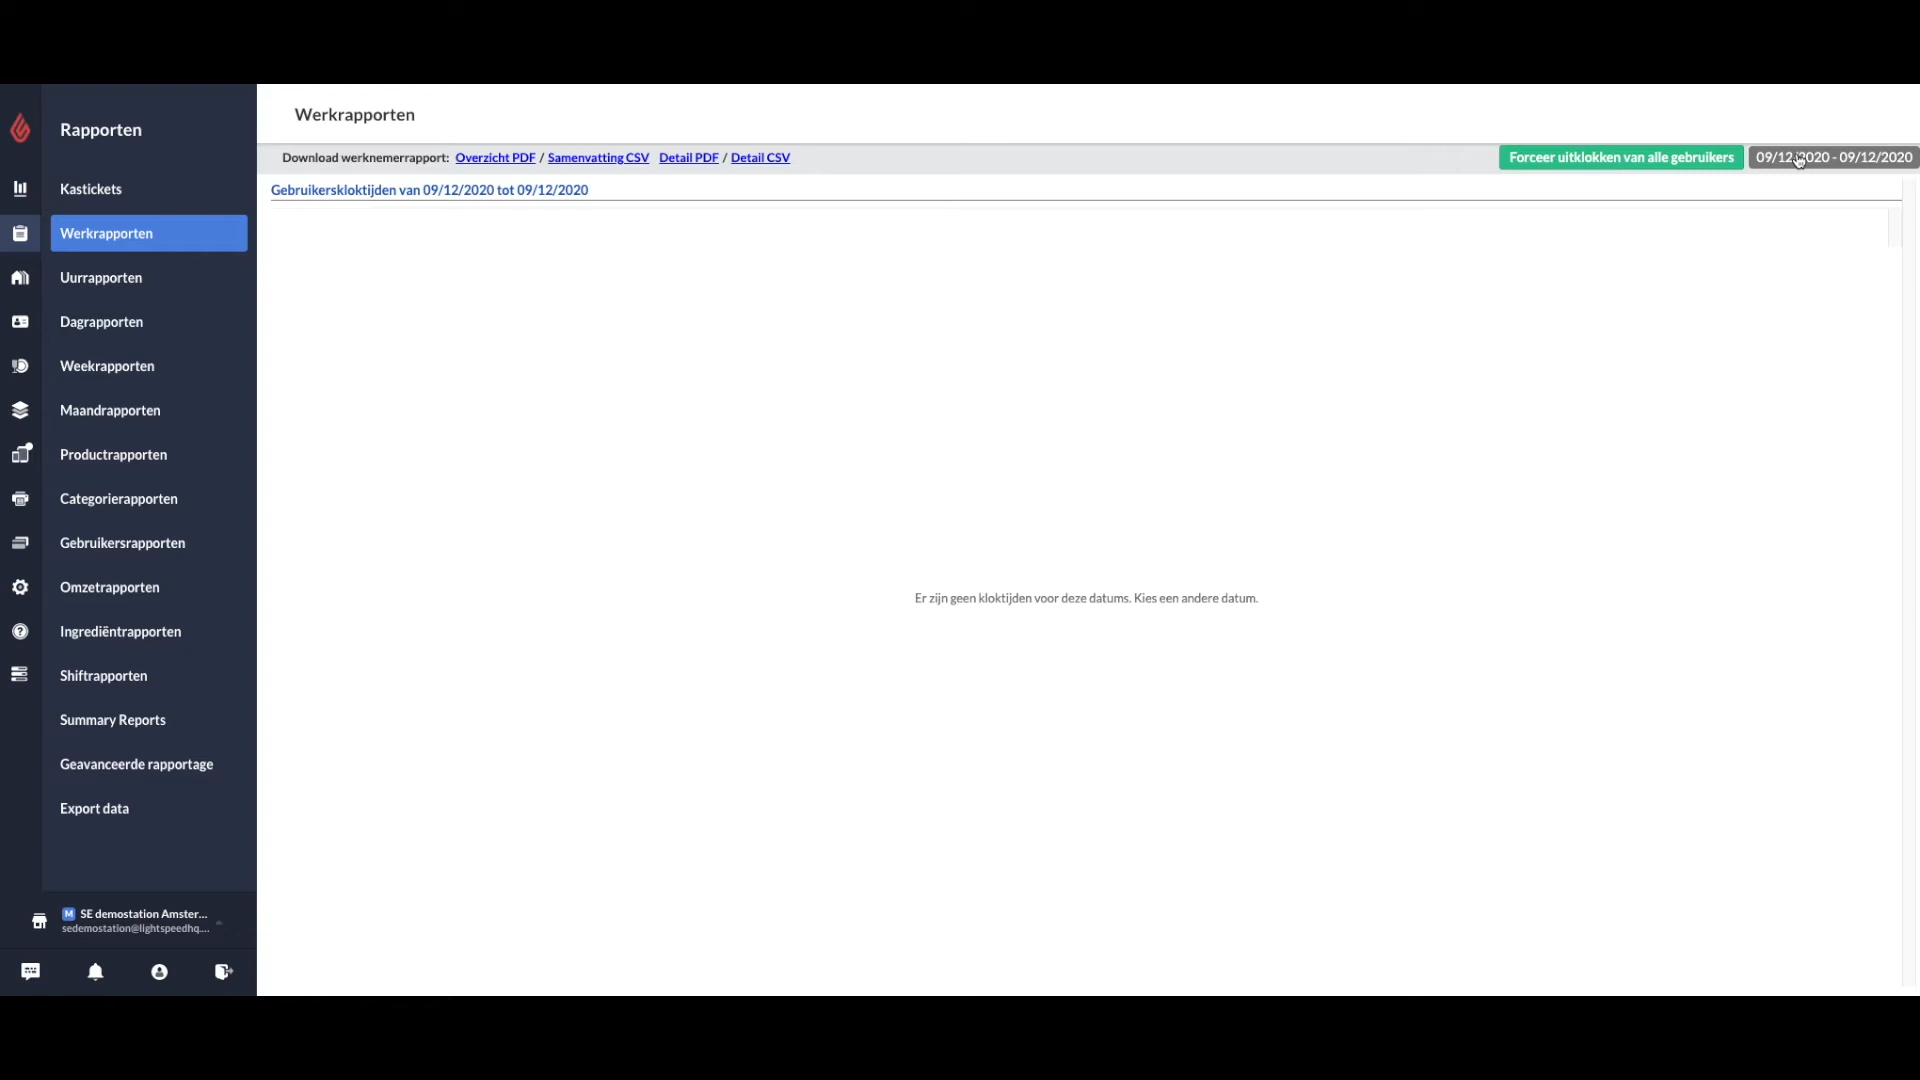 Rapporten
Kastickets
Werkrapporten
Uurrapporten
Dagrapporten
Weekrapporten
Maandrapporten
Productrapporten
Categorierapporten
Gebruikersrapporten
Omzetrapporten
Ingrediëntrapporten
Shiftrapporten
Summary Reports
Geavanceerde rapportage
Export data
M SE demostation Amster...
sedemostation@lightspeedhq....
Werkrapporten
Download werknemerrapport: Overzicht PDF / Samenvatting CSV Detail PDF / Detail CSV
Forceer uitklokken van alle gebruikers
09/12/2020 - 09/12/2020
Gebruikerskloktijden van 09/12/2020 tot 09/12/2020
Er zijn geen kloktijden voor deze datums. Kies een andere datum.